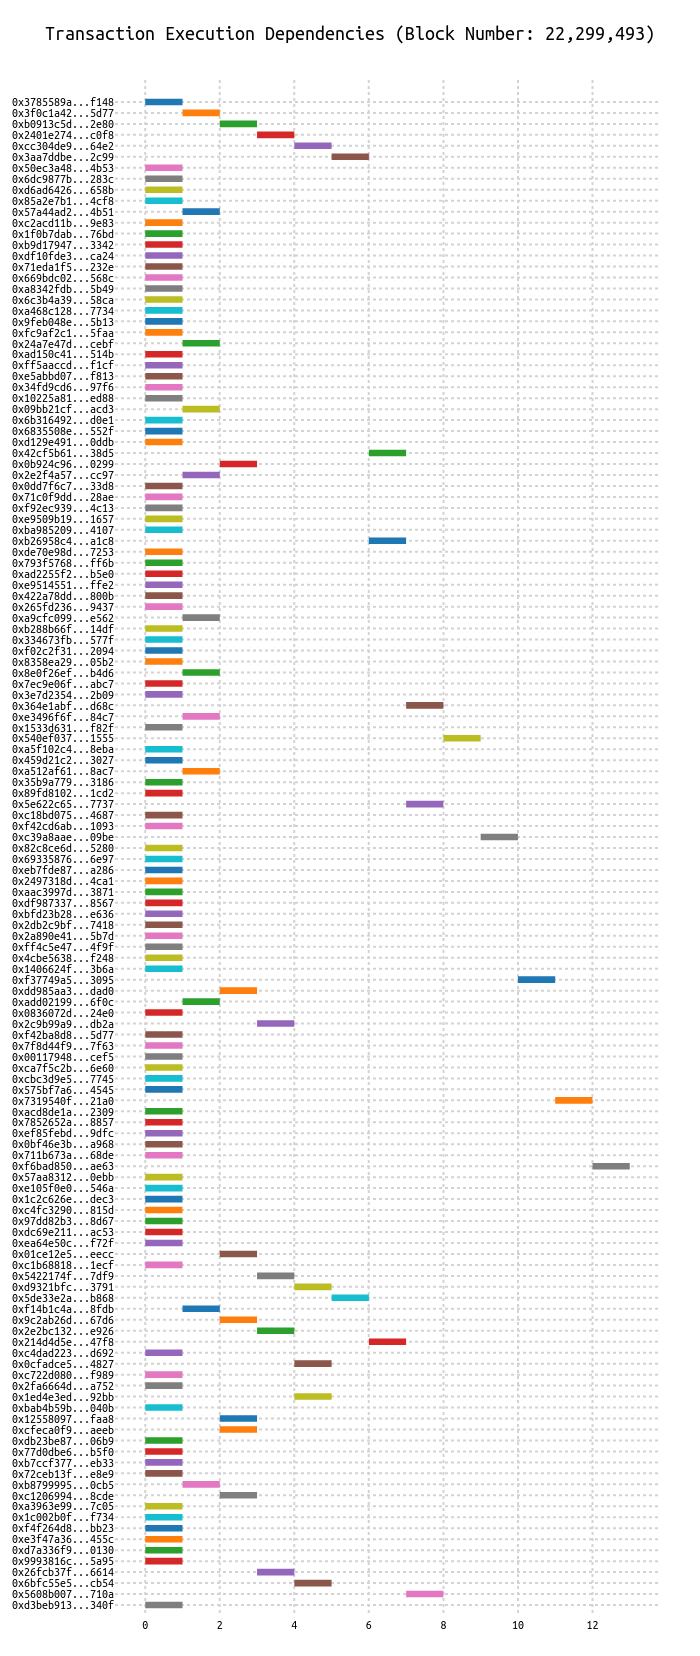 Transaction Execution Dependencies (Block Number: 22,299,493)
0x3785589a...f148
0x3f0c1a42...5d77
0xb0913c5d...2e80
0x2401e274...c0f8
0xcc304de9...64e2
0x3aa7ddbe...2c99
0x50ec3a48...4b53
0x6dc9877b...283c
0xd6ad6426...658b
0x85a2e7b1...4cf8
0x57a44ad2...4b51
0xc2acd11b...9e83
0x1f0b7dab...76bd
0xb9d17947...3342
0xdf10fde3...ca24
0x71eda1f5...232e
0x669bdc02...568c
0xa8342fdb...5b49
0x6c3b4a39...58ca
0xa468c128...7734
0x9feb048e...5b13
0xfc9af2c1...5faa
0x24a7e47d...cebf
0xad150c41...514b
0xff5aaccd...f1cf
0xe5abbd07...f813
0x34fd9cd6...97f6
0x10225a81...ed88
0x09bb21cf...acd3
0x6b316492...d0e1
0x6835508e...552f
0xd129e491...0ddb
0x42cf5b61...38d5
0x0b924c96...0299
0x2e2f4a57...cc97
0x0dd7f6c7...33d8
0x71c0f9dd...28ae
0xf92ec939...4c13
0xe9509b19...1657
0xba985209...4107
0xb26958c4...a1c8
0xde70e98d...7253
0x793f5768...ff6b
0xad2255f2...b5e0
0xe9514551...ffe2
0x422a78dd...800b
0x265fd236...9437
0xa9cfc099...e562
0xb288b66f...14df
0x334673fb...577f
0xf02c2f31...2094
0x8358ea29...05b2
0x8e0f26ef...b4d6
0x7ec9e06f...abc7
0x3e7d2354...2b09
0x364e1abf...d68c
0xe3496f6f...84c7
0x1533d631...f82f
0x540ef037...1555
0xa5f102c4...8eba
0x459d21c2...3027
0xa512af61...8ac7
0x35b9a779...3186
0x89fd8102...1cd2
0x5e622c65...7737
0xc18bd075...4687
0xf42cd6ab...1093
0xc39a8aae...09be
0x82c8ce6d...5280
0x69335876...6e97
0xeb7fde87...a286
0x2497318d...4ca1
0xaac3997d...3871
0xdf987337...8567
0xbfd23b28...e636
0x2db2c9bf...7418
0x2a890e41...5b7d
0xff4c5e47...4f9f
0x4cbe5638...f248
0x1406624f...3b6a
0xf37749a5...3095
0xdd985aa3...dad0
0xadd02199...6f0c
0x0836072d...24e0
0x2c9b99a9...db2a
0xf42ba8d8...5d77
0x7f8d44f9...7f63
0x00117948...cef5
0xca7f5c2b...6e60
0xcbc3d9e5...7745
0x575bf7a6...4545
0x7319540f...21a0
0xacd8de1a...2309
0x7852652a...8857
0xef85febd...9dfc
0x0bf46e3b...a968
0x711b673a...68de
0xf6bad850...ae63
0x57aa8312...0ebb
0xe105f0e0...546a
0x1c2c626e...dec3
0xc4fc3290...815d
0x97dd82b3...8d67
0xdc69e211...ac53
0xea64e50c...f72f
0x01ce12e5...eecc
0xc1b68818...1ecf
0x5422174f...7df9
0xd9321bfc...3791
0x5de33e2a...b868
0xf14b1c4a...8fdb
0x9c2ab26d...67d6
0x2e2bc132...e926
0x214d4d5e...47f8
0xc4dad223...d692
0x0cfadce5...4827
0xc722d080...f989
0x2fa6664d...a752
0x1ed4e3ed...92bb
0xbab4b59b...040b
0x12558097...faa8
0xcfeca0f9...aeeb
0xdb23be87...06b9
0x77d0dbe6...b5f0
0xb7ccf377...eb33
0x72ceb13f...e8e9
0xb8799995...0cb5
0xc1206994...8cde
0xa3963e99...7c05
0x1c002b0f...f734
0xf4f264d8...bb23
0xe3f47a36...455c
0xd7a336f9...0130
0x9993816c...5a95
0x26fcb37f...6614
0x6bfc55e5...cb54
0x5608b007...710a
0xd3beb913...340f
0 2 4 6 8 10 12